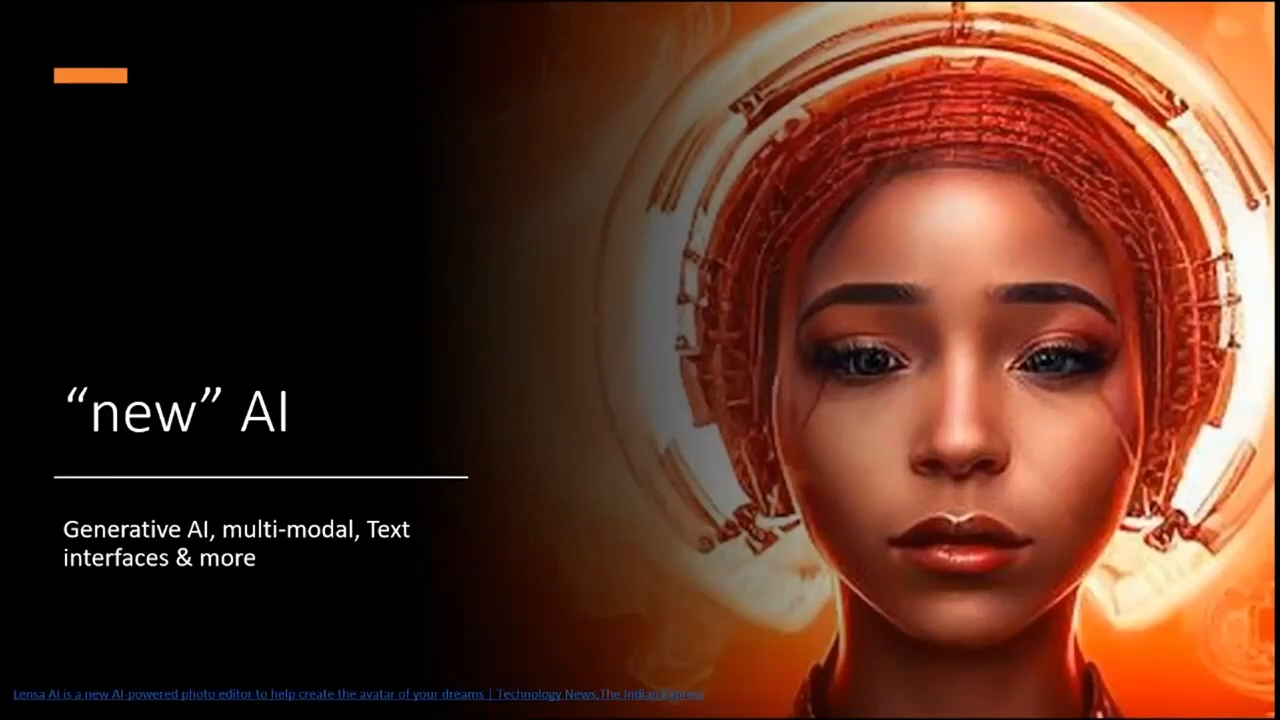 “new” AI
Generative AI, multi-modal, Text
interfaces & more
Lensa AI is a new AI-powered photo editor to help create the avatar of your dreams | Technology News,The Indian Express